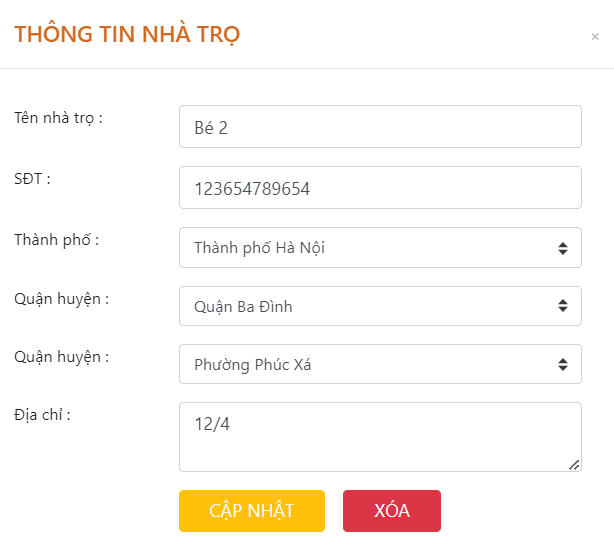 THÔNG TIN NHÀ TRỌ ×
Tên nhà trọ : Bé 2
SĐT : 123654789654
Thành phố : Thành phố Hà Nội
Quận huyện : Quận Ba Đình
Quận huyện : Phường Phúc Xá
Địa chỉ : 12/4
CẬP NHẬT XÓA